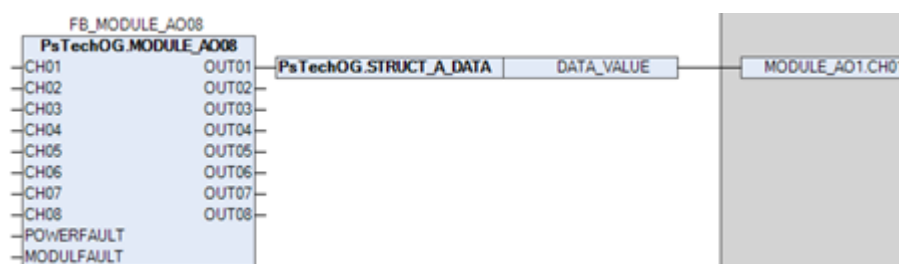 FB_MODULE_AO08
PsTechOG.MODULE_AO08
CH01 OUT01 PsTechOG.STRUCT_A_DATA DATA_VALUE MODULE_AO1.CH01
CH02 OUT02
CH03 OUT03
CH04 OUT04
CH05 OUT05
CH06 OUT06
CH07 OUT07
CH08 OUT08
POWERFAULT
MODULFAULT